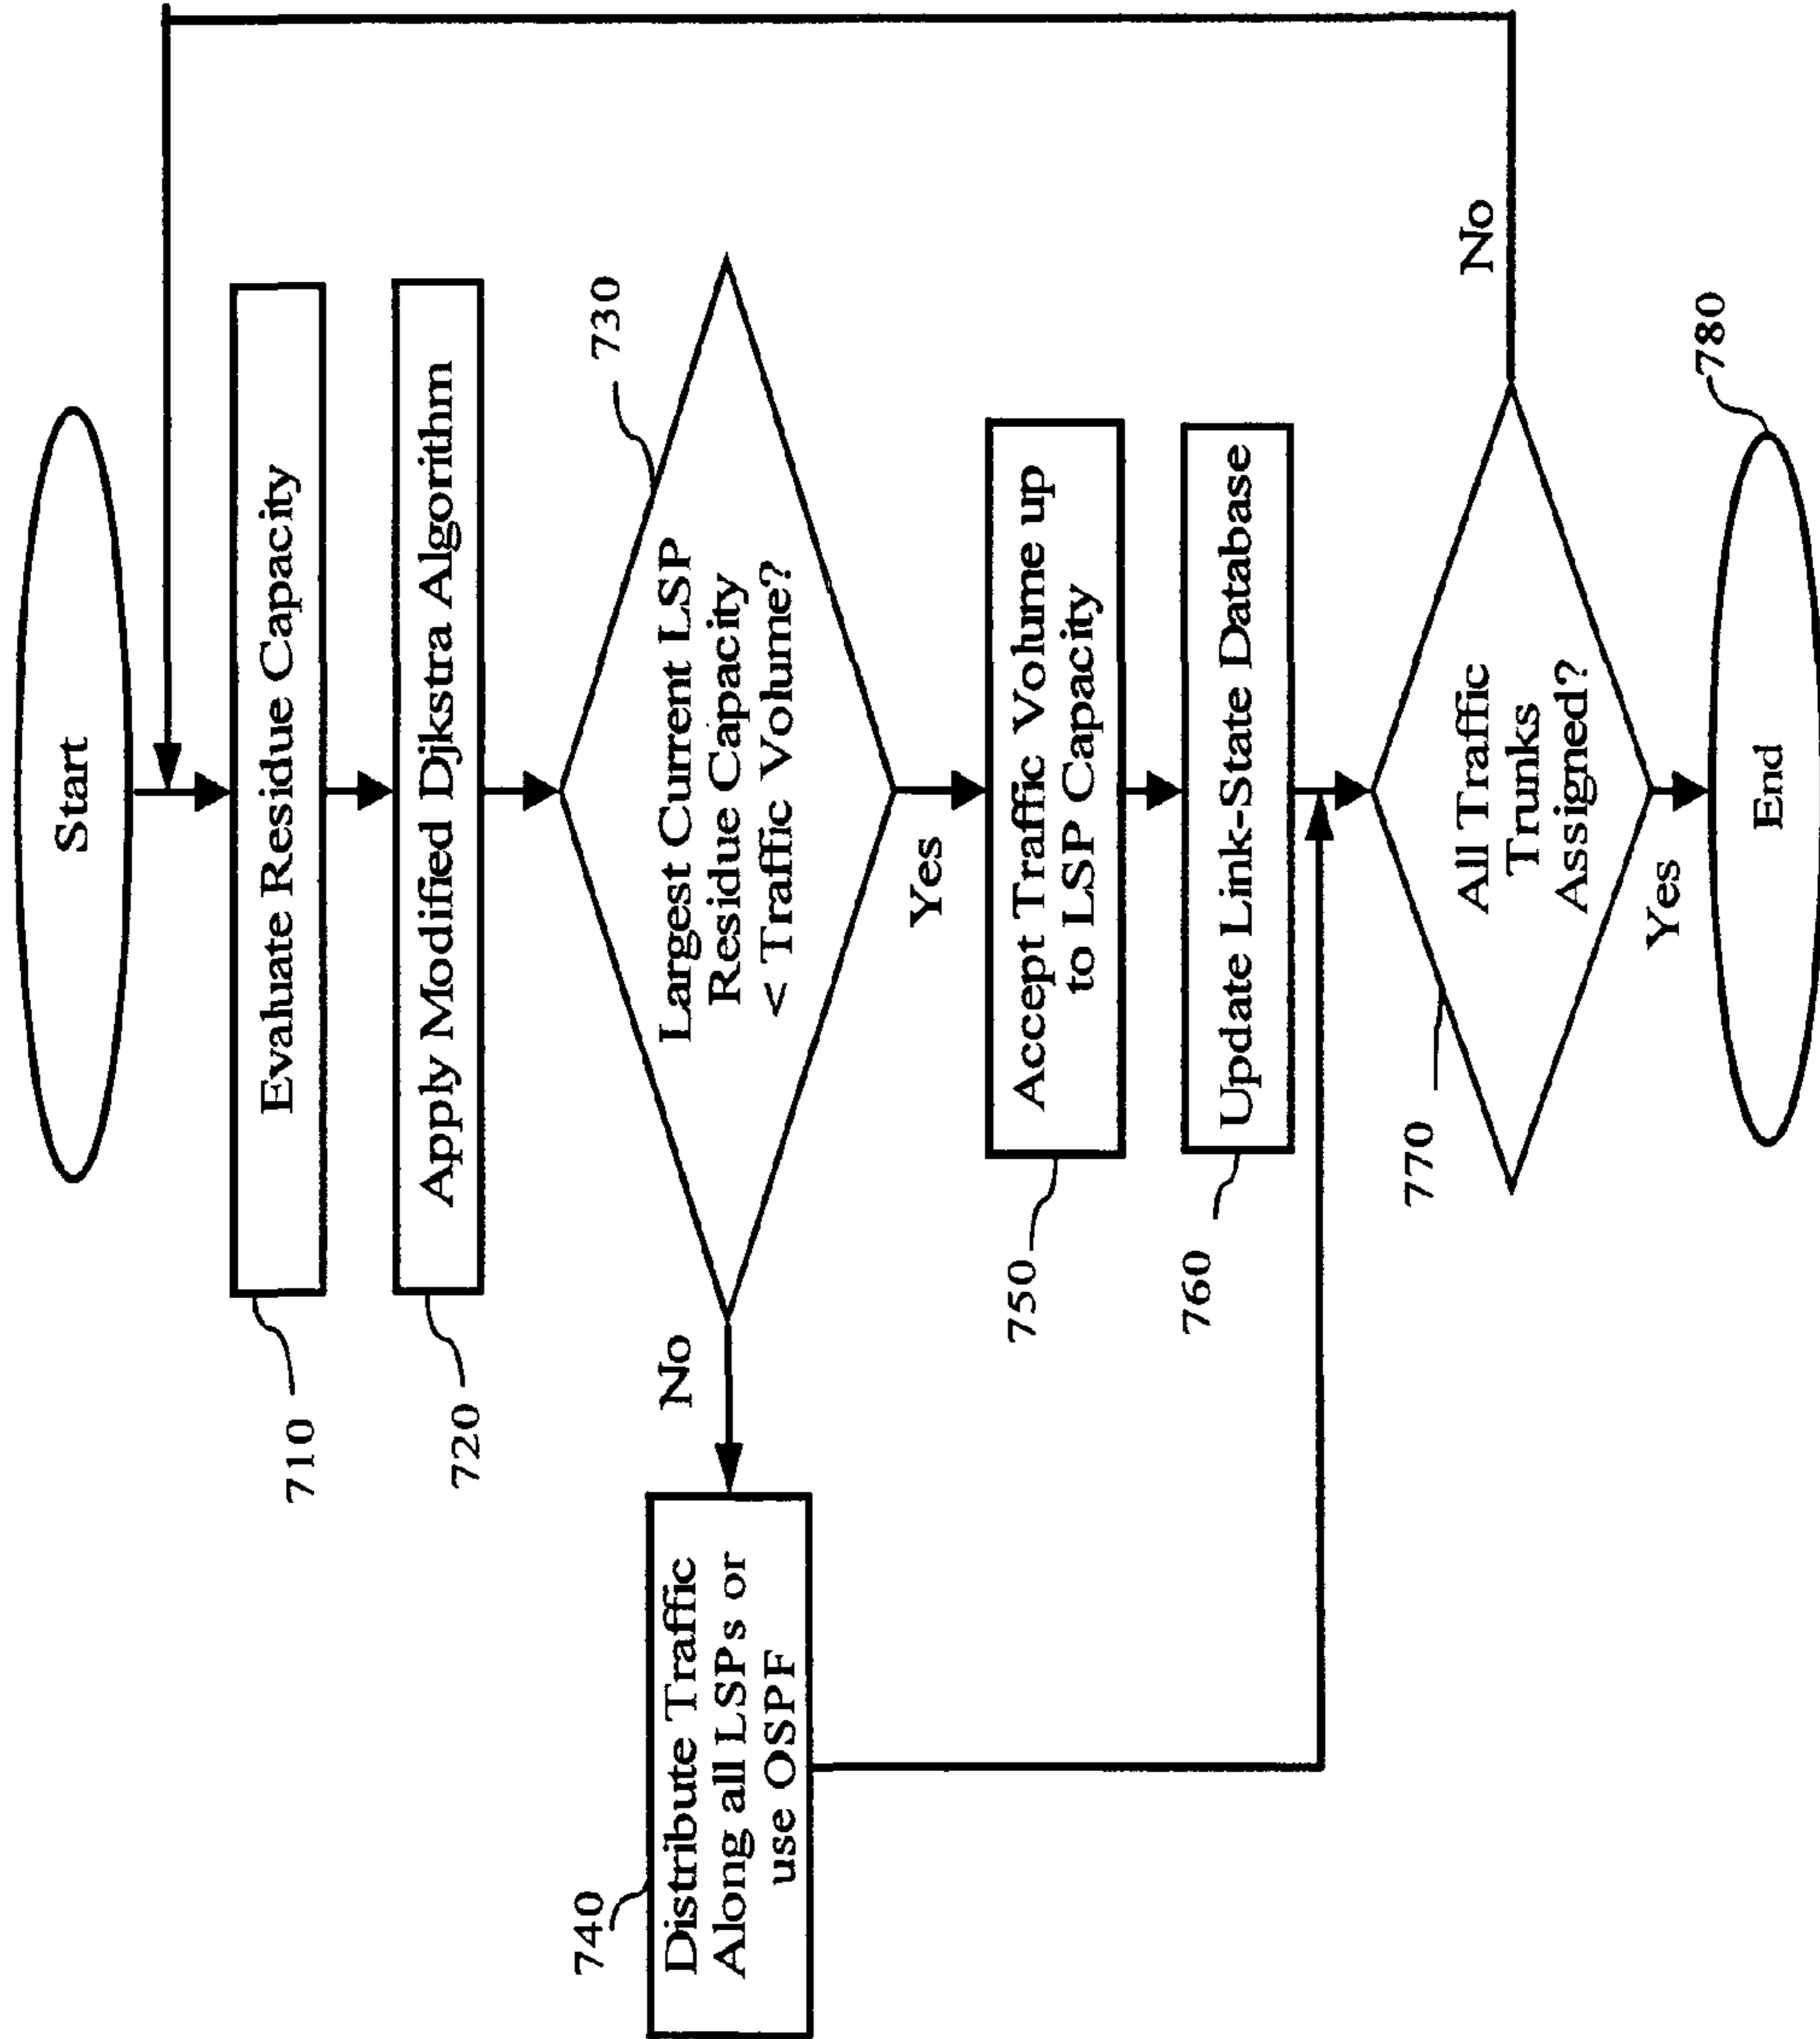 Start
Evaluate Residue Capacity
710
Apply Modified Djkstra Algorithm
720
730
Largest Current LSP
Residue Capacity
< Traffic Volume?
No
Yes
740
Distribute Traffic
Along all LSPs or
use OSPF
Accept Traffic Volume up
to LSP Capacity
750
Update Link-State Database
760
All Traffic
Trunks
Assigned?
770
No
Yes
End
780